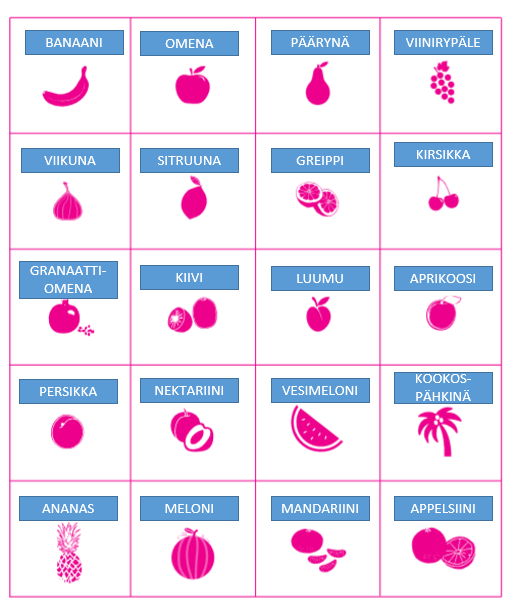 BANAANI
OMENA
PÄÄRYNÄ
VIINIRYPÄLE
VIIKUNA
SITRUUNA
GREIPPI
KIRSIKKA
GRANAATTI-
OMENA
KIIVI
LUUMU
APRIKOOSI
PERSIKKA
NEKTARIINI
VESIMELONI
KOOKOS-
PÄHKINÄ
ANANAS
MELONI
MANDARIINI
APPELSIINI